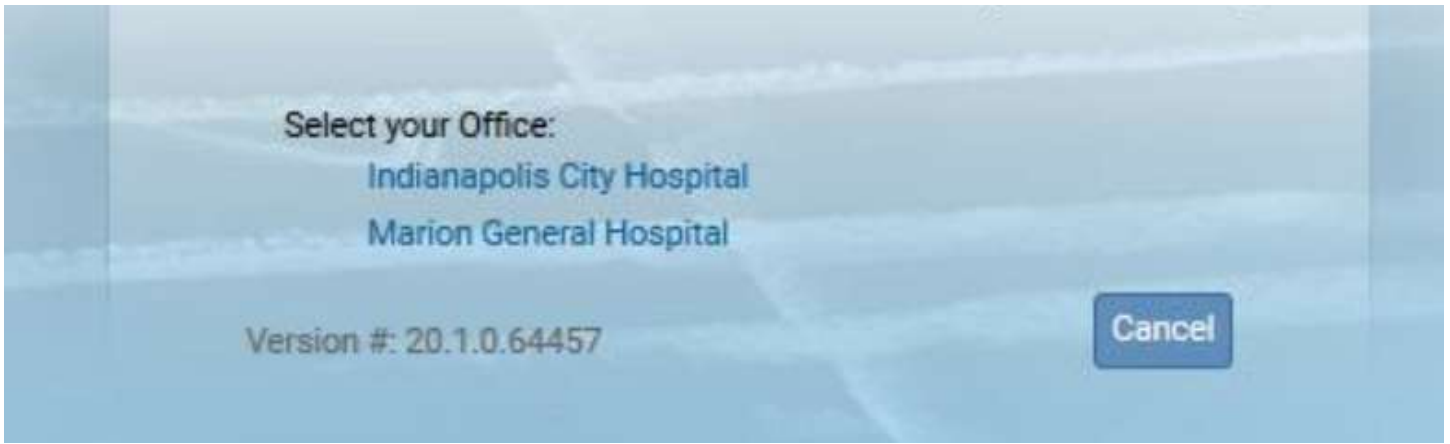 Select your Office:
Indianapolis City Hospital
Marion General Hospital
Version #: 20.1.0.64457
Cancel